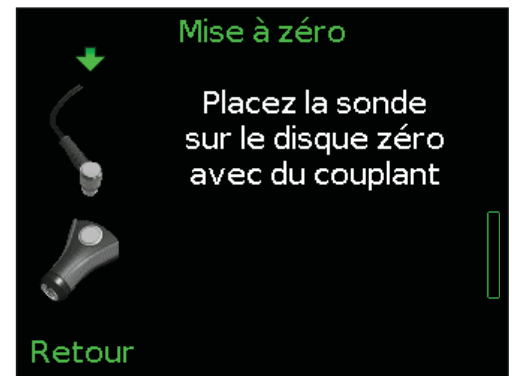 Mise à zéro
Placez la sonde
sur le disque zéro
avec du couplant
Retour